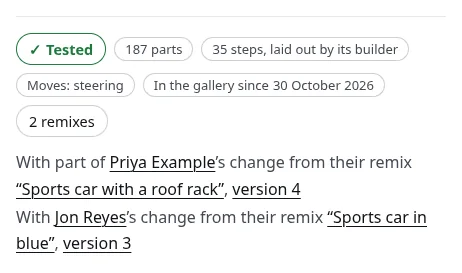 ✓ Tested 187 parts 35 steps, laid out by its builder
Moves: steering In the gallery since 30 October 2026
2 remixes
With part of Priya Example’s change from their remix
“Sports car with a roof rack”, version 4
With Jon Reyes’s change from their remix “Sports car in
blue”, version 3